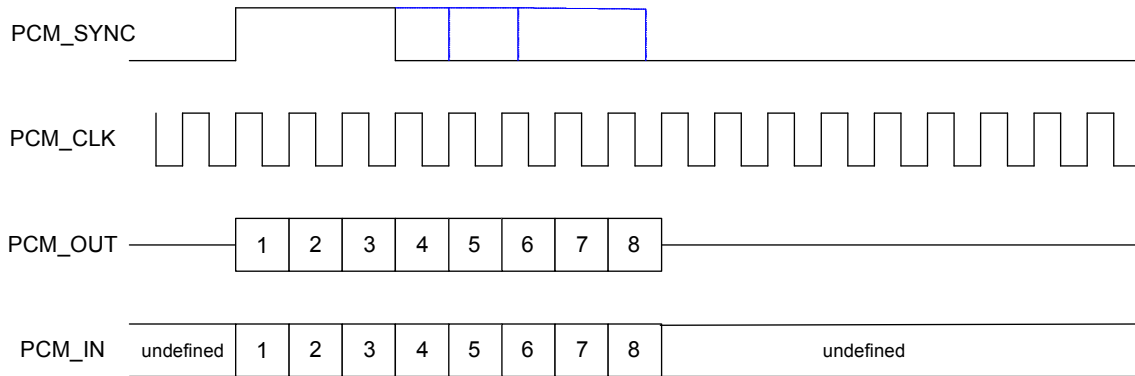 PCM_SYNC
PCM_CLK
PCM_OUT 1 2 3 4 5 6 7 8
PCM_IN undefined 1 2 3 4 5 6 7 8 undefined